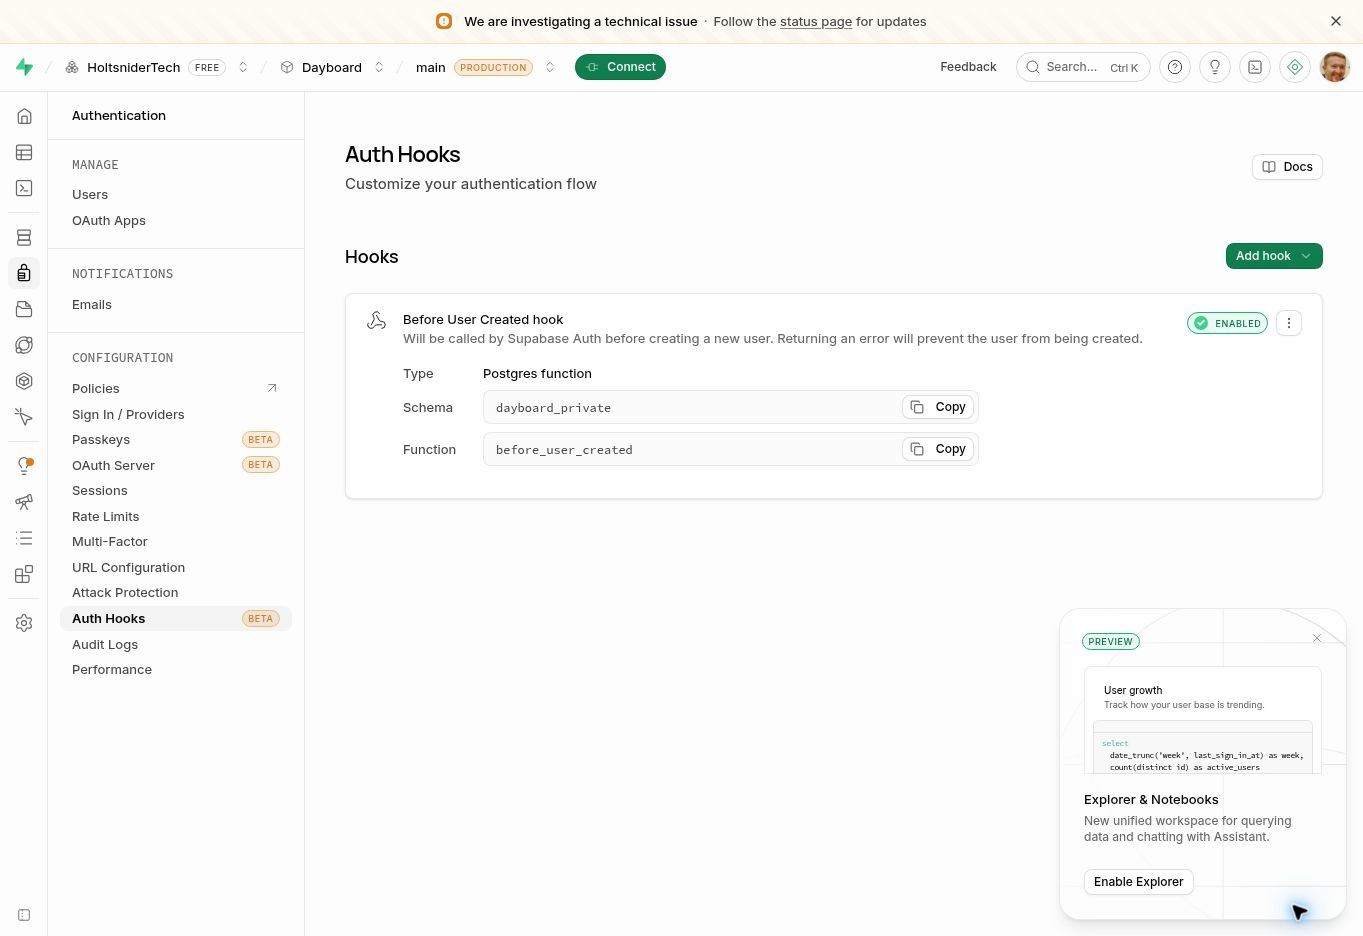 We are investigating a technical issue · Follow the status page for updates
HoltsniderTech FREE
Dayboard
main PRODUCTION
Connect
Feedback
Search... Ctrl K
Authentication
MANAGE
Users
OAuth Apps
NOTIFICATIONS
Emails
CONFIGURATION
Policies
Sign In / Providers
Passkeys BETA
OAuth Server BETA
Sessions
Rate Limits
Multi-Factor
URL Configuration
Attack Protection
Auth Hooks BETA
Audit Logs
Performance
Auth Hooks
Customize your authentication flow
Docs
Hooks
Add hook
Before User Created hook
ENABLED
Will be called by Supabase Auth before creating a new user. Returning an error will prevent the user from being created.
Type Postgres function
Schema dayboard_private Copy
Function before_user_created Copy
PREVIEW
User growth
Track how your user base is trending.
select
date_trunc('week', last_sign_in_at) as week,
count(distinct id) as active_users
Explorer & Notebooks
New unified workspace for querying
data and chatting with Assistant.
Enable Explorer